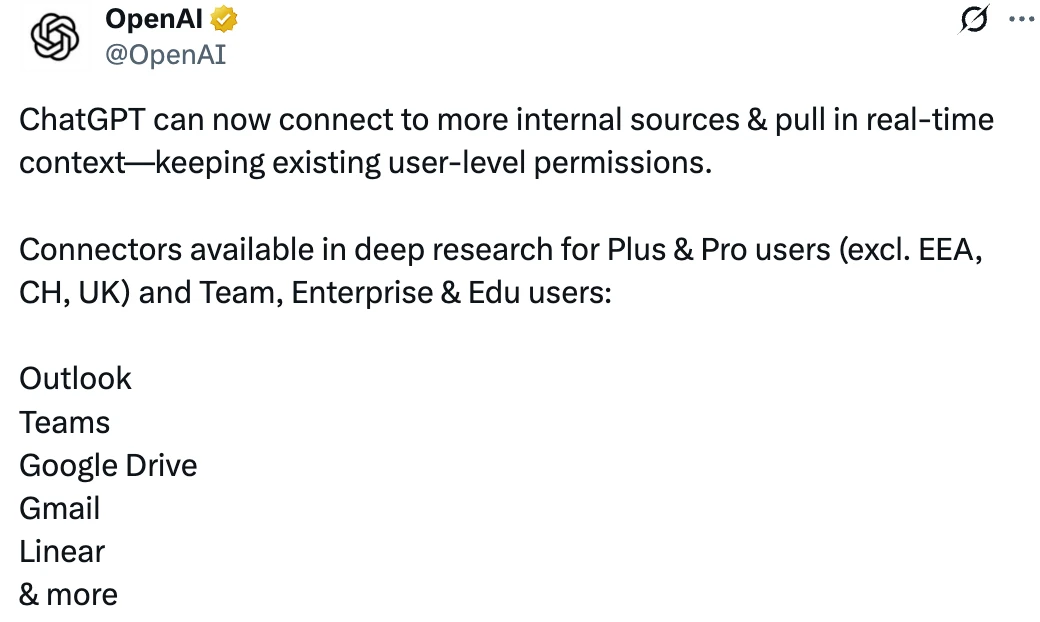 OpenAI
@OpenAI
ChatGPT can now connect to more internal sources & pull in real-time
context—keeping existing user-level permissions.
Connectors available in deep research for Plus & Pro users (excl. EEA,
CH, UK) and Team, Enterprise & Edu users:
Outlook
Teams
Google Drive
Gmail
Linear
& more